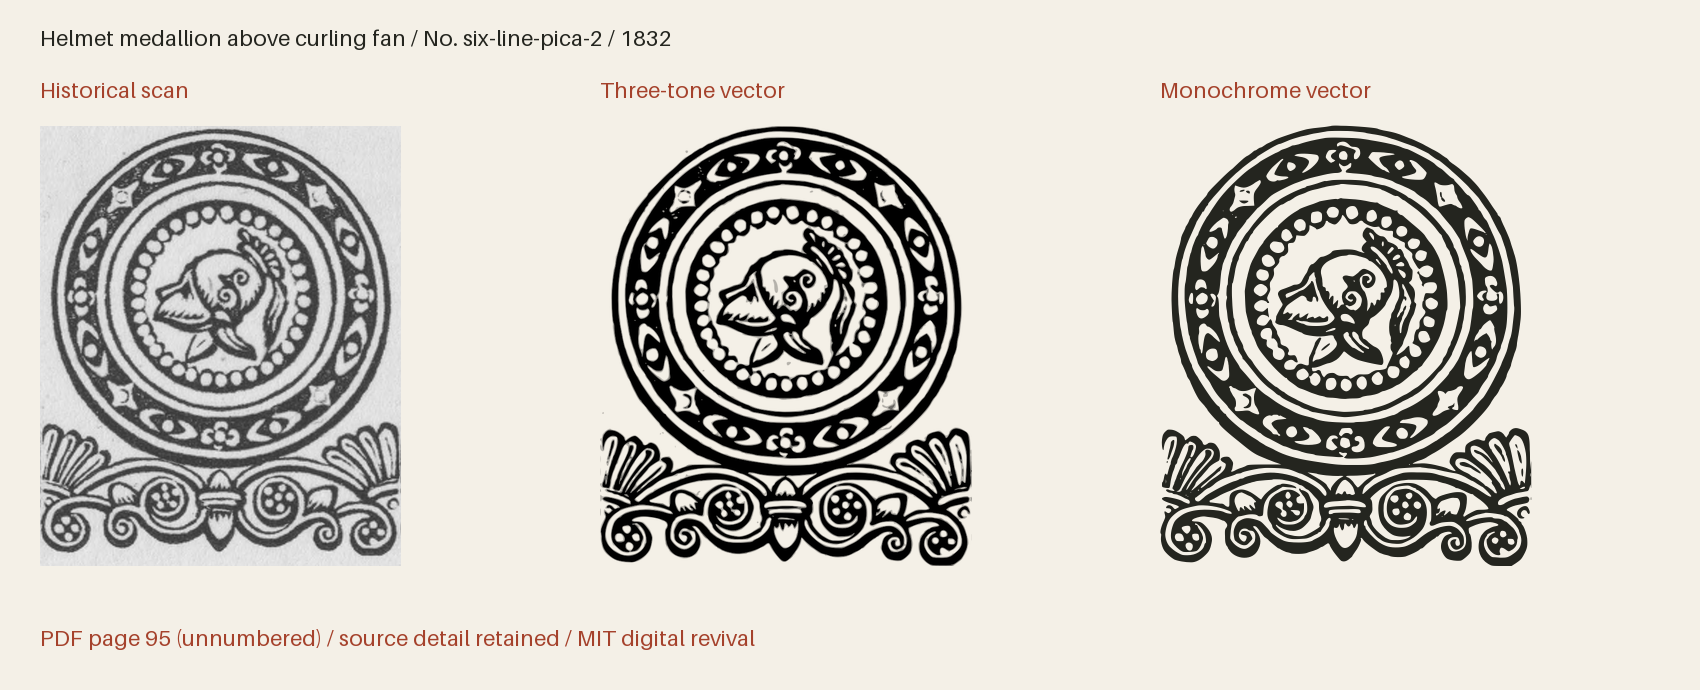 Helmet medallion above curling fan / No. six-line-pica-2 / 1832
Historical scan
Three-tone vector
Monochrome vector
PDF page 95 (unnumbered) / source detail retained / MIT digital revival